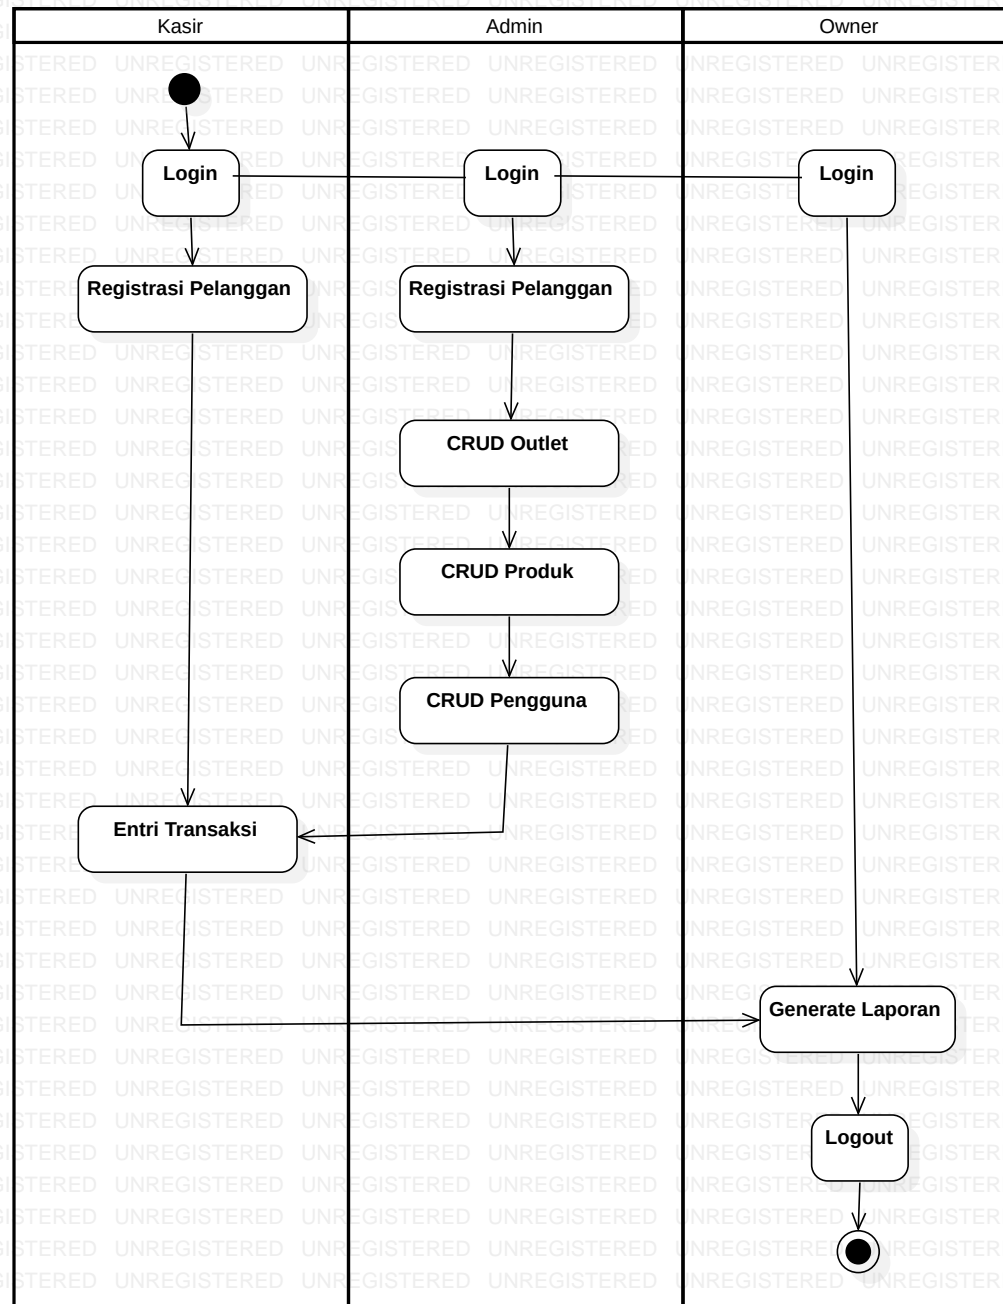 Kasir Admin Owner
Login Login Login
Registrasi Pelanggan Registrasi Pelanggan
CRUD Outlet
CRUD Produk
CRUD Pengguna
Entri Transaksi
Generate Laporan
Logout
UNREGISTERED